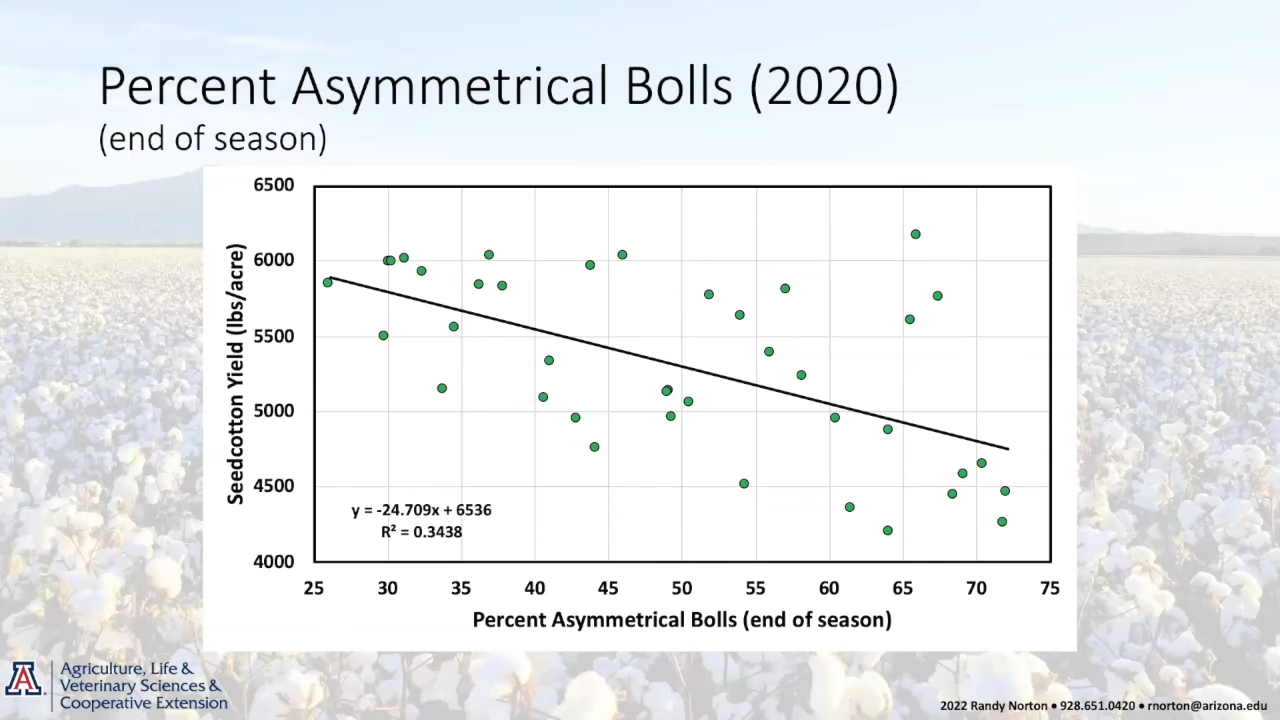 Percent Asymmetrical Bolls (2020)
(end of season)
6500
6000
5500
5000
4500
4000
Seedcotton Yield (lbs/acre)
y = -24.709x + 6536
R² = 0.3438
25 30 35 40 45 50 55 60 65 70 75
Percent Asymmetrical Bolls (end of season)
A
Agriculture, Life &
Veterinary Sciences &
Cooperative Extension
2022 Randy Norton ● 928.651.0420 ● rnorton@arizona.edu